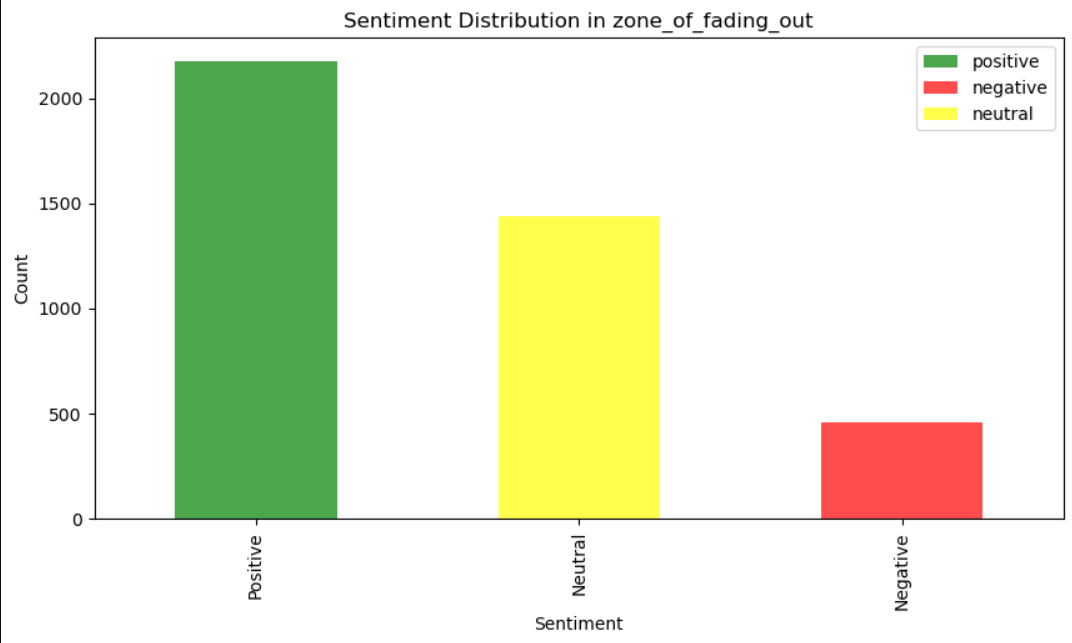 Sentiment Distribution in zone_of_fading_out
positive
negative
neutral
2000
1500
1000
500
0
Count
Positive
Neutral
Negative
Sentiment